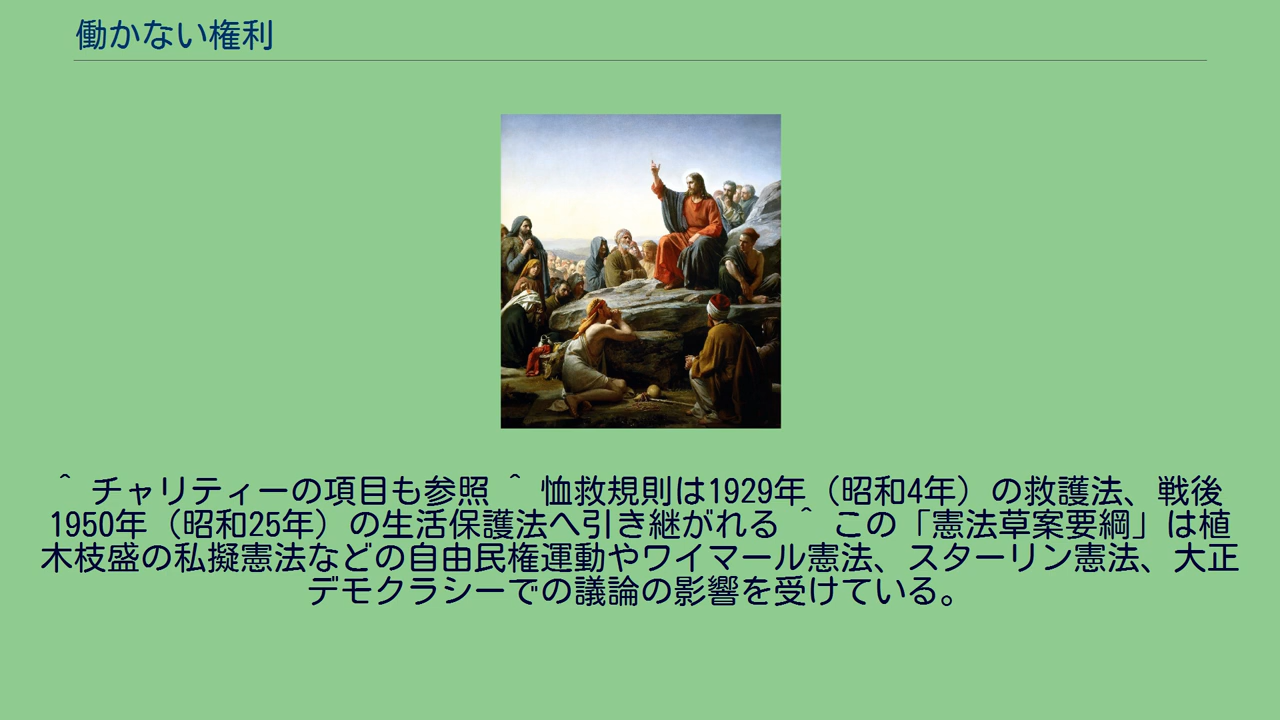 働かない権利
^ チャリティーの項目も参照 ^ 恤救規則は1929年（昭和4年）の救護法、戦後
1950年（昭和25年）の生活保護法へ引き継がれる ^ この「憲法草案要綱」は植
木枝盛の私擬憲法などの自由民権運動やワイマール憲法、スターリン憲法、大正
デモクラシーでの議論の影響を受けている。